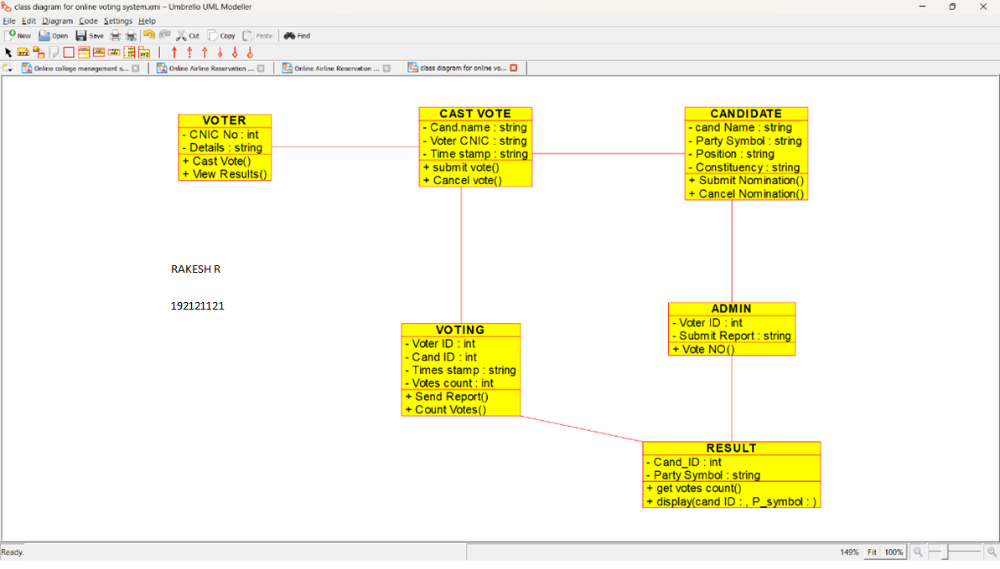 class diagram for online voting system.xmi – Umbrello UML Modeller
File Edit Diagram Code Settings Help
New Open Save Cut Copy Paste Find
Online college management s... Online Airline Reservation ... Online Airline Reservation ... class diagram for online vo...
VOTER
- CNIC No : int
- Details : string
+ Cast Vote()
+ View Results()
CAST VOTE
- Cand.name : string
- Voter CNIC : string
- Time stamp : string
+ submit vote()
+ Cancel vote()
CANDIDATE
- cand Name : string
- Party Symbol : string
- Position : string
- Constituency : string
+ Submit Nomination()
+ Cancel Nomination()
RAKESH R
192121121
VOTING
- Voter ID : int
- Cand ID : int
- Times stamp : string
- Votes count : int
+ Send Report()
+ Count Votes()
ADMIN
- Voter ID : int
- Submit Report : string
+ Vote NO()
RESULT
- Cand_ID : int
- Party Symbol : string
+ get votes count()
+ display(cand ID : , P_symbol : )
Ready. 149% Fit 100%